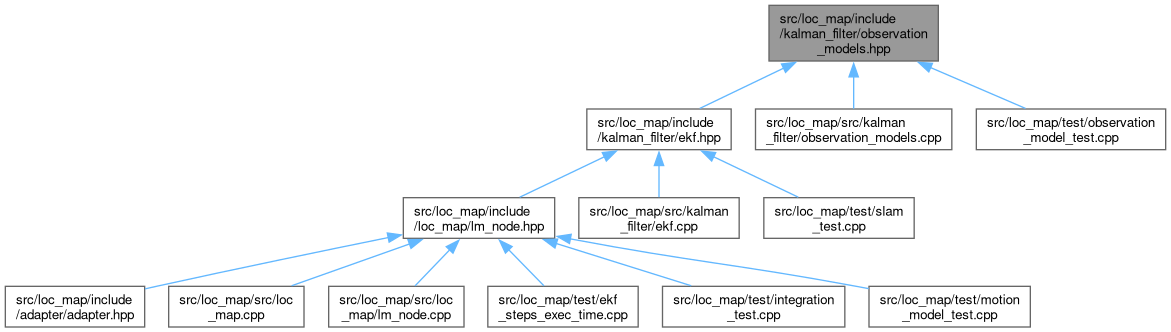 src/loc_map/include
/kalman_filter/observation
_models.hpp
src/loc_map/include
/kalman_filter/ekf.hpp
src/loc_map/src/kalman
_filter/observation_models.cpp
src/loc_map/test/observation
_model_test.cpp
src/loc_map/include
/loc_map/lm_node.hpp
src/loc_map/src/kalman
_filter/ekf.cpp
src/loc_map/test/slam
_test.cpp
src/loc_map/include
/adapter/adapter.hpp
src/loc_map/src/loc
_map.cpp
src/loc_map/src/loc
_map/lm_node.cpp
src/loc_map/test/ekf
_steps_exec_time.cpp
src/loc_map/test/integration
_test.cpp
src/loc_map/test/motion
_model_test.cpp